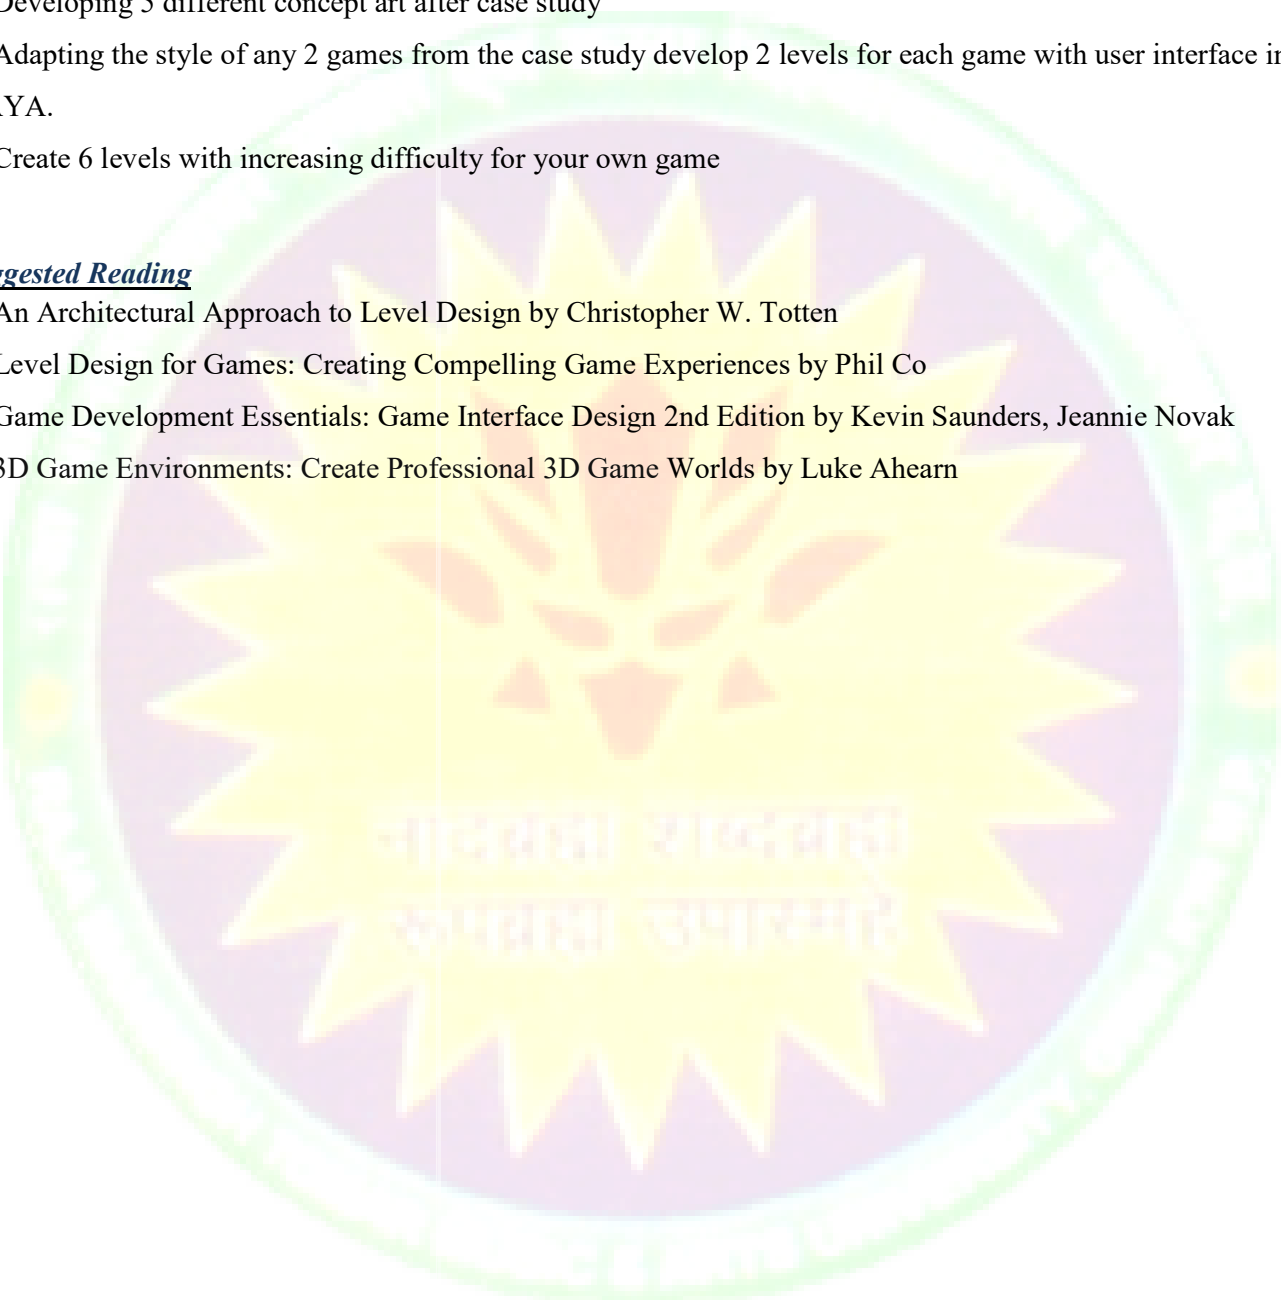 Developing 5 different concept art after case study
Adapting the style of any 2 games from the case study develop 2 levels for each game with user interface in
YA.
Create 6 levels with increasing difficulty for your own game
ggested Reading
An Architectural Approach to Level Design by Christopher W. Totten
Level Design for Games: Creating Compelling Game Experiences by Phil Co
Game Development Essentials: Game Interface Design 2nd Edition by Kevin Saunders, Jeannie Novak
3D Game Environments: Create Professional 3D Game Worlds by Luke Ahearn